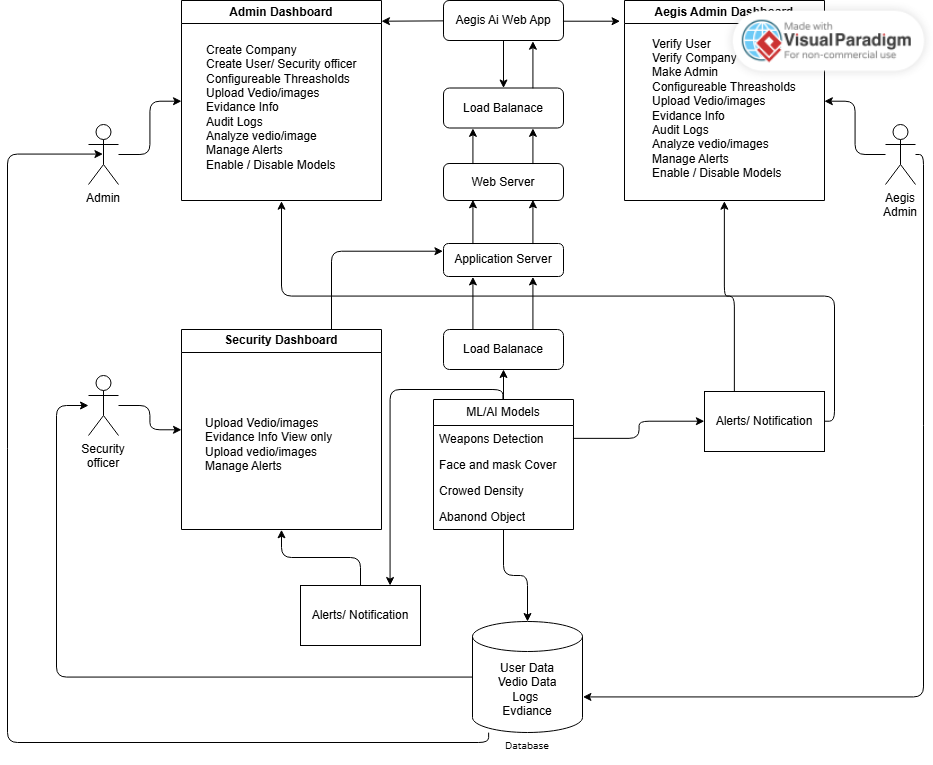 Admin Dashboard
Create Company
Create User/ Security officer
Configureable Threasholds
Upload Vedio/images
Evidance Info
Audit Logs
Analyze vedio/image
Manage Alerts
Enable / Disable Models
Aegis Ai Web App
Load Balanace
Web Server
Application Server
Load Balanace
Aegis Admin Dashboard
Verify User
Verify Company
Make Admin
Configureable Threasholds
Upload Vedio/images
Evidance Info
Audit Logs
Analyze vedio/images
Manage Alerts
Enable / Disable Models
Made with
Visual Paradigm
For non-commercial use
Admin
Aegis
Admin
Security Dashboard
Upload Vedio/images
Evidance Info View only
Upload vedio/images
Manage Alerts
Security
officer
ML/AI Models
Weapons Detection
Face and mask Cover
Crowed Density
Abanond Object
Alerts/ Notification
Alerts/ Notification
User Data
Vedio Data
Logs
Evdiance
Database